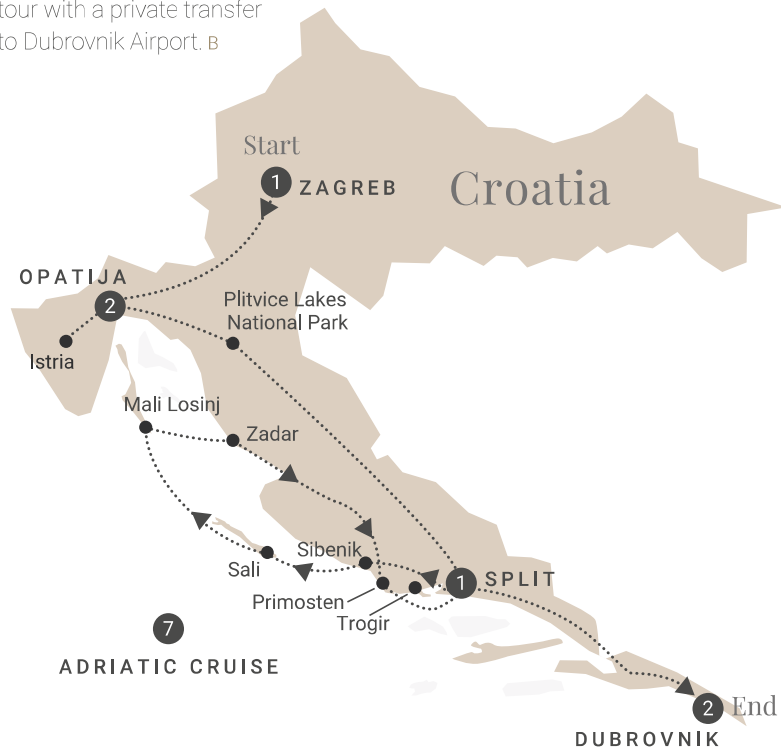 tour with a private transfer
to Dubrovnik Airport. B
Start
1 ZAGREB
Croatia
OPATIJA
2
Istria
Plitvice Lakes
National Park
Mali Losinj
Zadar
Sibenik
Sali
Primosten
Trogir
1 SPLIT
7
ADRIATIC CRUISE
2 End
DUBROVNIK